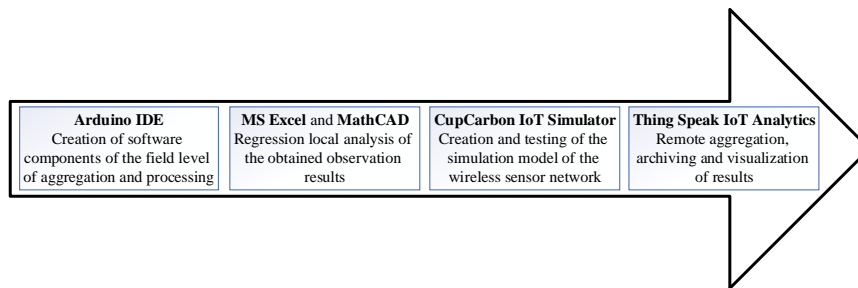 Arduino IDE
Creation of software
components of the field level
of aggregation and processing
MS Excel and MathCAD
Regression local analysis of
the obtained observation
results
CupCarbon IoT Simulator
Creation and testing of the
simulation model of the
wireless sensor network
Thing Speak IoT Analytics
Remote aggregation,
archiving and visualization
of results